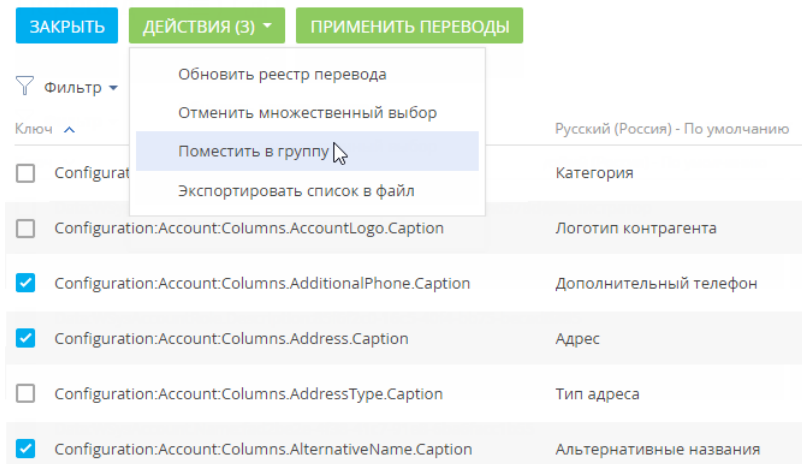 ЗАКРЫТЬ ДЕЙСТВИЯ (3) ПРИМЕНИТЬ ПЕРЕВОДЫ
Обновить реестр перевода
Фильтр
Отменить множественный выбор
Ключ Русский (Россия) - По умолчанию
Поместить в группу
Configurat Категория
Экспортировать список в файл
Configuration:Account:Columns.AccountLogo.Caption Логотип контрагента
Configuration:Account:Columns.AdditionalPhone.Caption Дополнительный телефон
Configuration:Account:Columns.Address.Caption Адрес
Configuration:Account:Columns.AddressType.Caption Тип адреса
Configuration:Account:Columns.AlternativeName.Caption Альтернативные названия